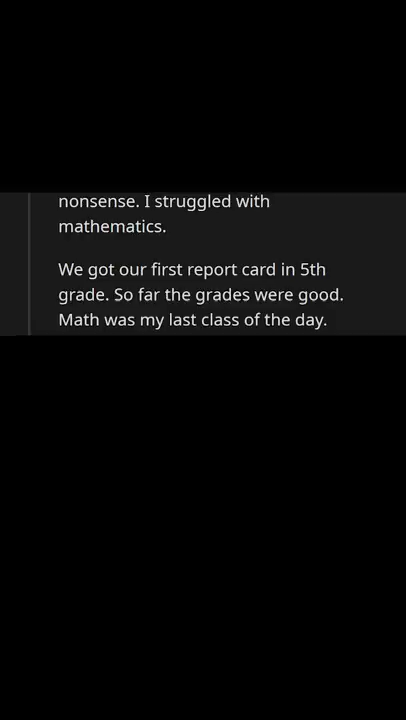 nonsense. I struggled with
mathematics.
We got our first report card in 5th
grade. So far the grades were good.
Math was my last class of the day.